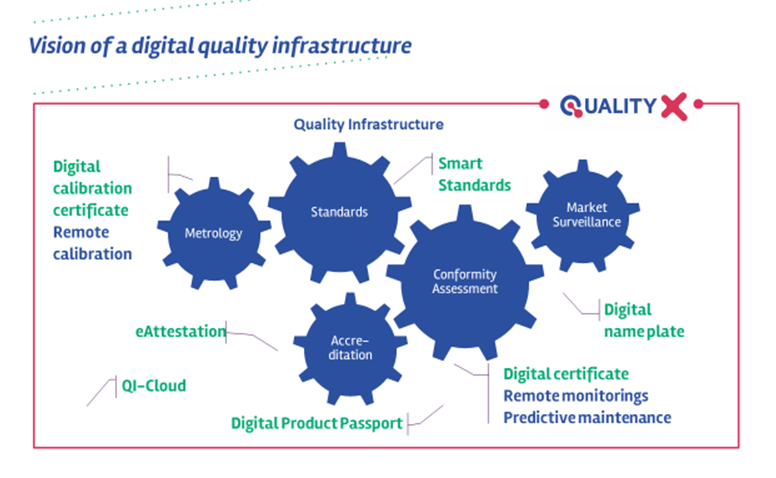 Vision of a digital quality infrastructure
QUALITY X
Quality Infrastructure
Digital
calibration
certificate
Remote
calibration
Metrology
Standards
Smart
Standards
Market
Surveillance
Conformity
Assessment
Digital
name plate
eAttestation
Accre-
ditation
QI-Cloud
Digital Product Passport
Digital certificate
Remote monitorings
Predictive maintenance